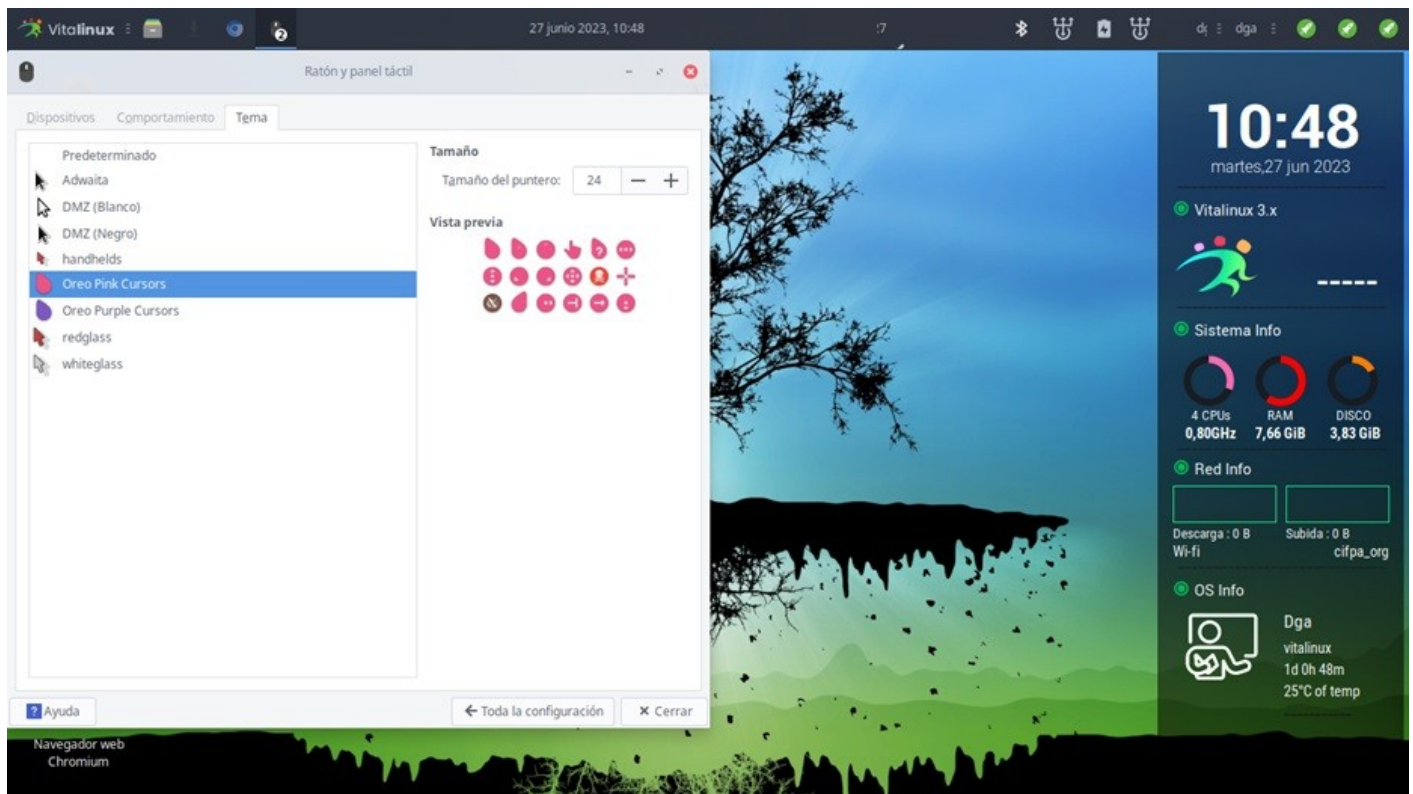 Vitalinux
2
27 junio 2023, 10:48
:7
dga
Ratón y panel táctil
Dispositivos Comportamiento Tema
Predeterminado
Adwaita
DMZ (Blanco)
DMZ (Negro)
handhelds
Oreo Pink Cursors
Oreo Purple Cursors
redglass
whiteglass
Tamaño
Tamaño del puntero: 24
Vista previa
? Ayuda
Toda la configuración
Cerrar
Navegador web
Chromium
10:48
martes,27 jun 2023
Vitalinux 3.x
-----
Sistema Info
4 CPUs RAM DISCO
0,80GHz 7,66 GiB 3,83 GiB
Red Info
Descarga : 0 B Subida : 0 B
Wi-fi cifpa_org
OS Info
Dga
vitalinux
1d 0h 48m
25°C of temp